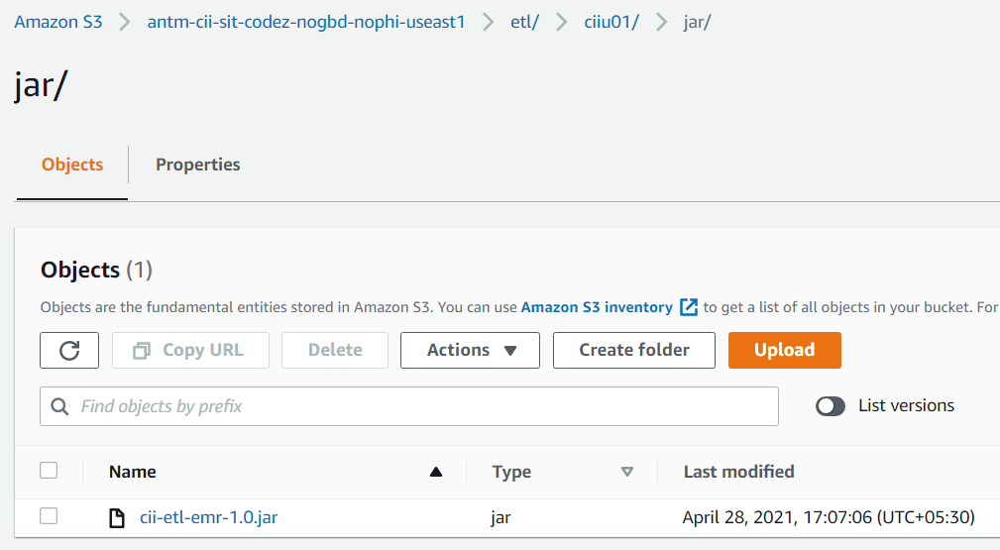 Amazon S3 > antm-cii-sit-codez-nogbd-nophi-useast1 > etl/ > ciiu01/ > jar/
jar/
Objects Properties
Objects (1)
Objects are the fundamental entities stored in Amazon S3. You can use Amazon S3 inventory to get a list of all objects in your bucket. For
Copy URL Delete Actions Create folder Upload
Find objects by prefix List versions
Name Type Last modified
cii-etl-emr-1.0.jar jar April 28, 2021, 17:07:06 (UTC+05:30)